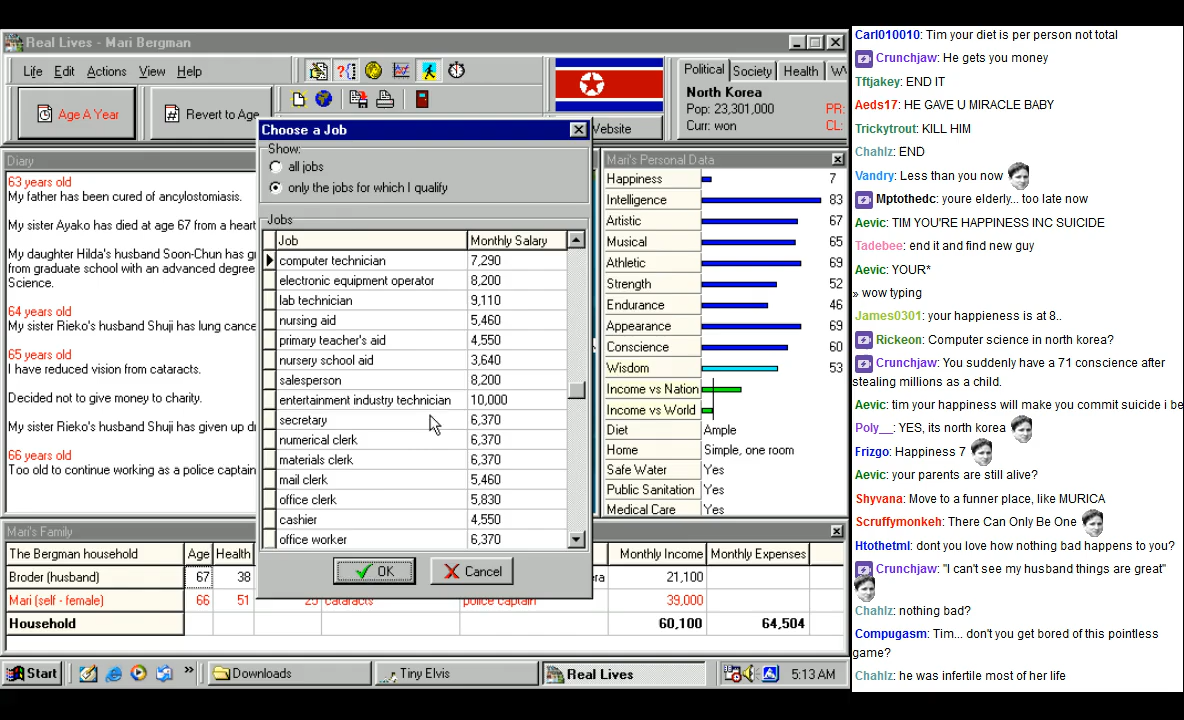 Real Lives - Mari Bergman
Life Edit Actions View Help
Age A Year
Revert to Age
Website
Political Society Health
North Korea
Pop: 23,301,000
Curr: won
PR:
CL:
Choose a Job
Show:
all jobs
only the jobs for which I qualify
Jobs
Job Monthly Salary
computer technician 7,290
electronic equipment operator 8,200
lab technician 9,110
nursing aid 5,460
primary teacher's aid 4,550
nursery school aid 3,640
salesperson 8,200
entertainment industry technician 10,000
secretary 6,370
numerical clerk 6,370
materials clerk 6,370
mail clerk 5,460
office clerk 5,830
cashier 4,550
office worker 6,370
OK Cancel
Diary
63 years old
My father has been cured of ancylostomiasis.
My sister Ayako has died at age 67 from a heart
My daughter Hilda's husband Soon-Chun has gr
from graduate school with an advanced degree
Science.
64 years old
My sister Rieko's husband Shuji has lung cance
65 years old
I have reduced vision from cataracts.
Decided not to give money to charity.
My sister Rieko's husband Shuji has given up dr
66 years old
Too old to continue working as a police captain
Mari's Personal Data
Happiness 7
Intelligence 83
Artistic 67
Musical 65
Athletic 69
Strength 52
Endurance 46
Appearance 69
Conscience 60
Wisdom 53
Income vs Nation
Income vs World
Diet Ample
Home Simple, one room
Safe Water Yes
Public Sanitation Yes
Medical Care Yes
Mari's Family
The Bergman household Age Health Monthly Income Monthly Expenses
Broder (husband) 67 38 era 21,100
Mari (self - female) 66 51 25 cataracts police captain 39,000
Household 60,100 64,504
Start
Downloads
Tiny Elvis
Real Lives
5:13 AM
Carl010010: Tim your diet is per person not total
Crunchjaw: He gets you money
Tftjakey: END IT
Aeds17: HE GAVE U MIRACLE BABY
Trickytrout: KILL HIM
Chahlz: END
Vandry: Less than you now
Mptothedc: youre elderly... too late now
Aevic: TIM YOU'RE HAPPINESS INC SUICIDE
Tadebee: end it and find new guy
Aevic: YOUR*
» wow typing
James0301: your happieness is at 8..
Rickeon: Computer science in north korea?
Crunchjaw: You suddenly have a 71 conscience after
stealing millions as a child.
Aevic: tim your happiness will make you commit suicide i be
Poly__: YES, its north korea
Frizgo: Happiness 7
Aevic: your parents are still alive?
Shyvana: Move to a funner place, like MURICA
Scruffymonkeh: There Can Only Be One
Htothetml: dont you love how nothing bad happens to you?
Crunchjaw: "I can't see my husband things are great"
Chahlz: nothing bad?
Compugasm: Tim... don't you get bored of this pointless
game?
Chahlz: he was infertile most of her life